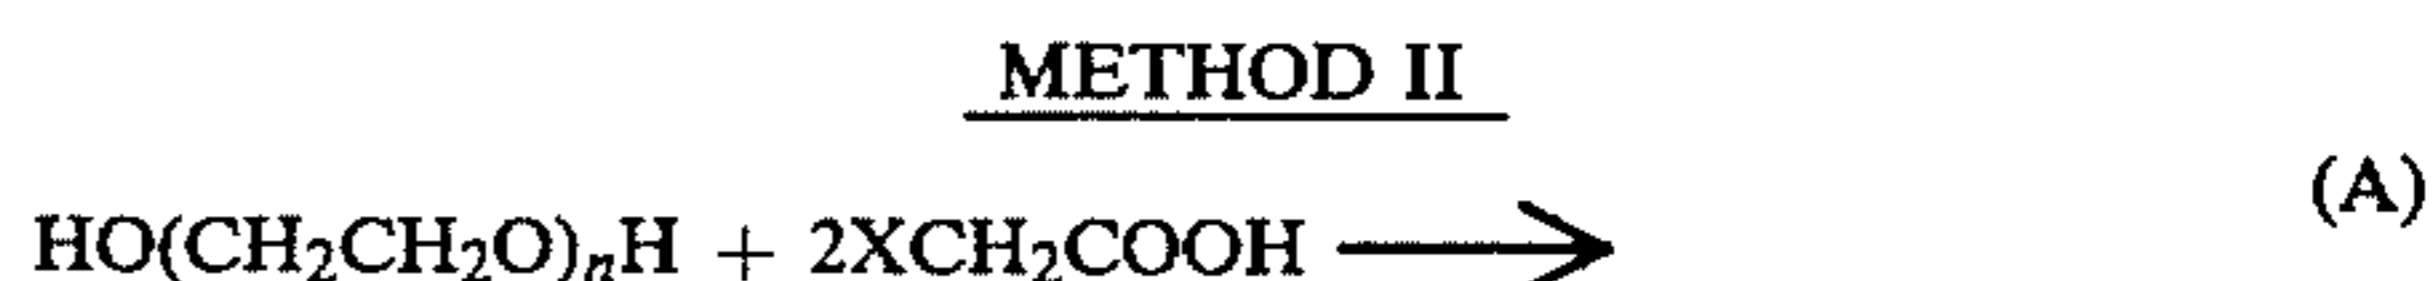 METHOD II
(A)
HO(CH₂CH₂O)ₙH + 2XCH₂COOH ⟶